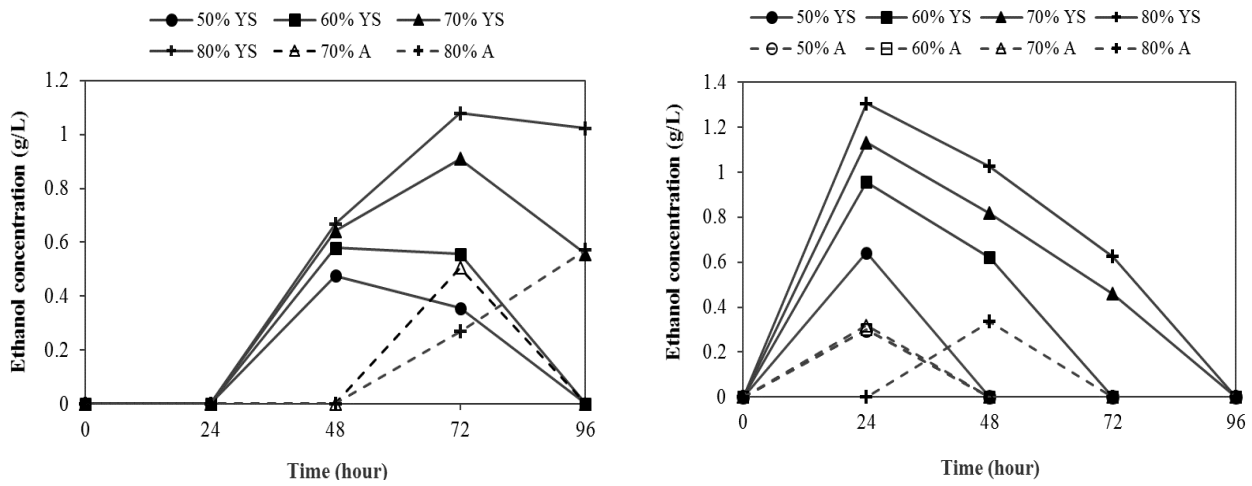 50% YS 60% YS 70% YS
80% YS 70% A 80% A
Ethanol concentration (g/L)
1.2
1
0.8
0.6
0.4
0.2
0
0 24 48 72 96
Time (hour)
50% YS 60% YS 70% YS 80% YS
50% A 60% A 70% A 80% A
Ethanol concentration (g/L)
1.4
1.2
1
0.8
0.6
0.4
0.2
0
0 24 48 72 96
Time (hour)